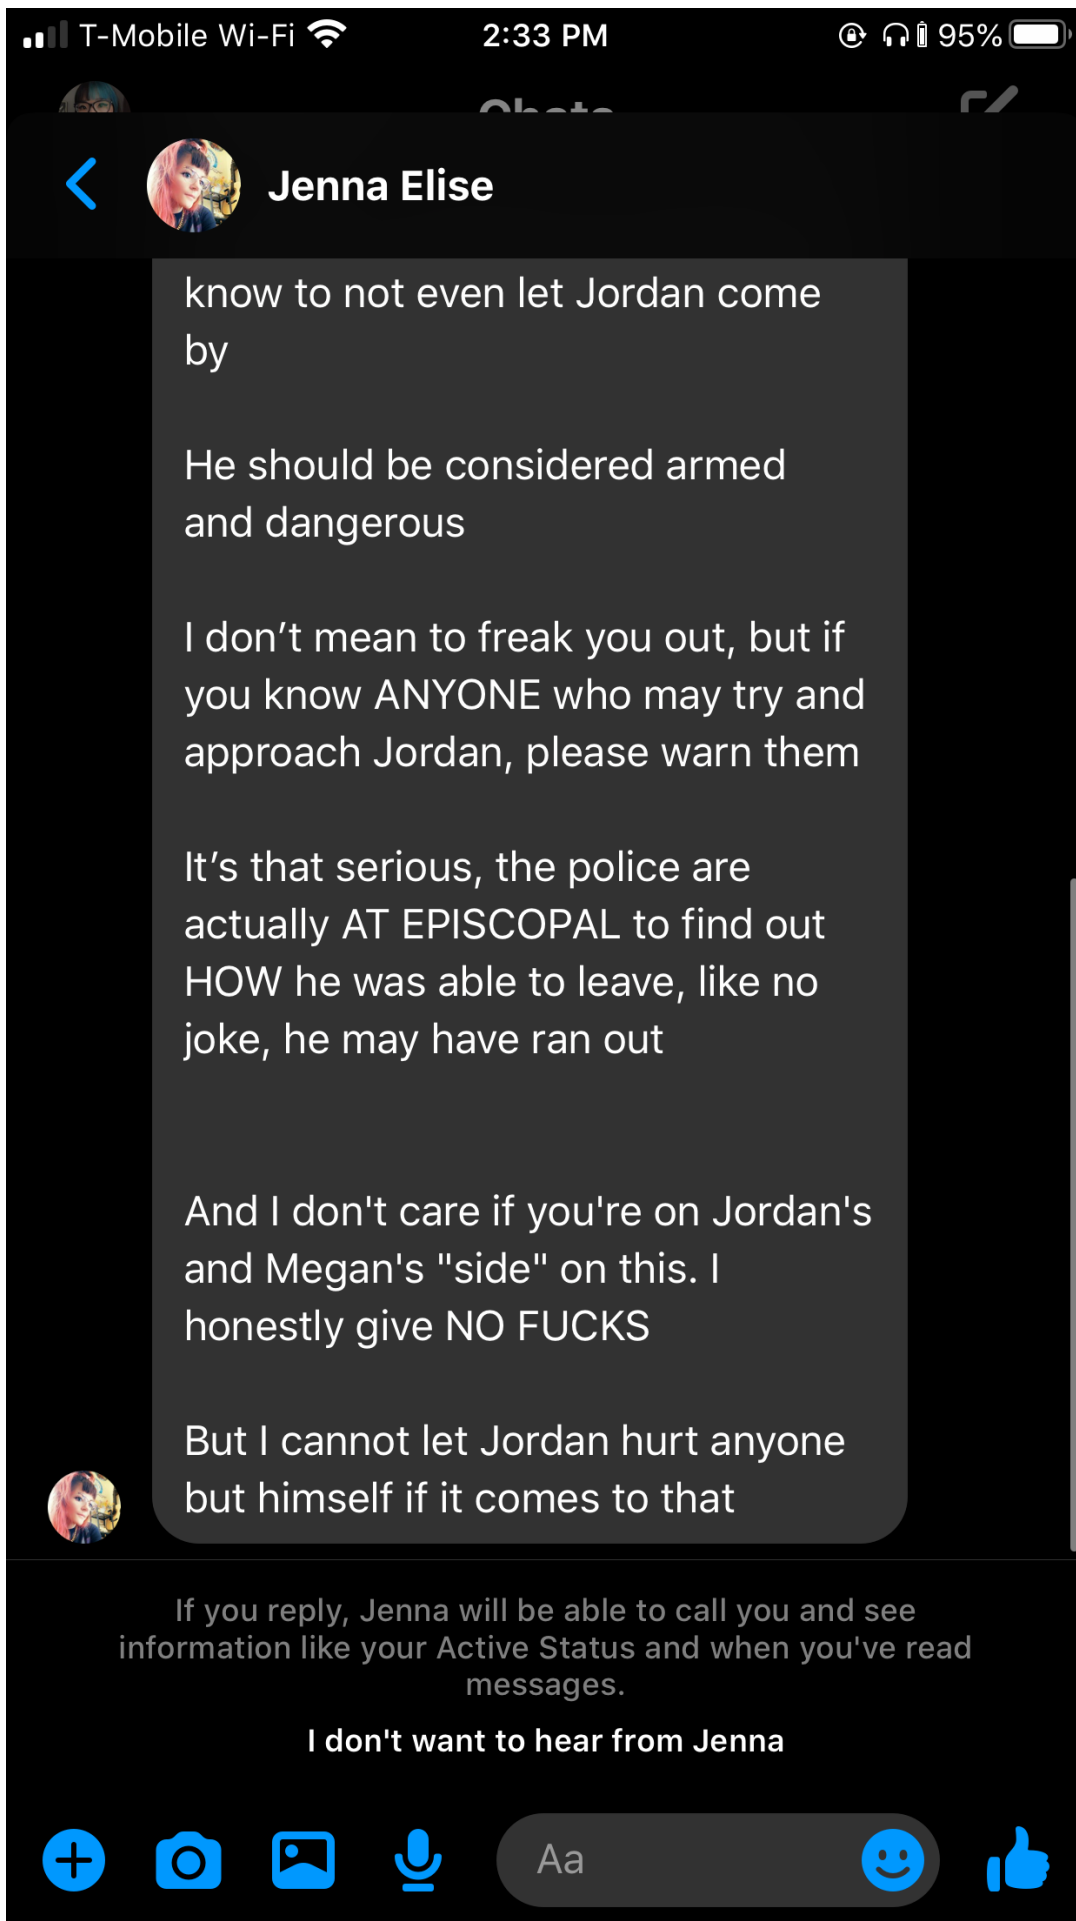 T-Mobile Wi-Fi 2:33 PM 95%
Chats
Jenna Elise
know to not even let Jordan come
by
He should be considered armed
and dangerous
I don’t mean to freak you out, but if
you know ANYONE who may try and
approach Jordan, please warn them
It’s that serious, the police are
actually AT EPISCOPAL to find out
HOW he was able to leave, like no
joke, he may have ran out
And I don't care if you're on Jordan's
and Megan's "side" on this. I
honestly give NO FUCKS
But I cannot let Jordan hurt anyone
but himself if it comes to that
If you reply, Jenna will be able to call you and see
information like your Active Status and when you've read
messages.
I don't want to hear from Jenna
Aa